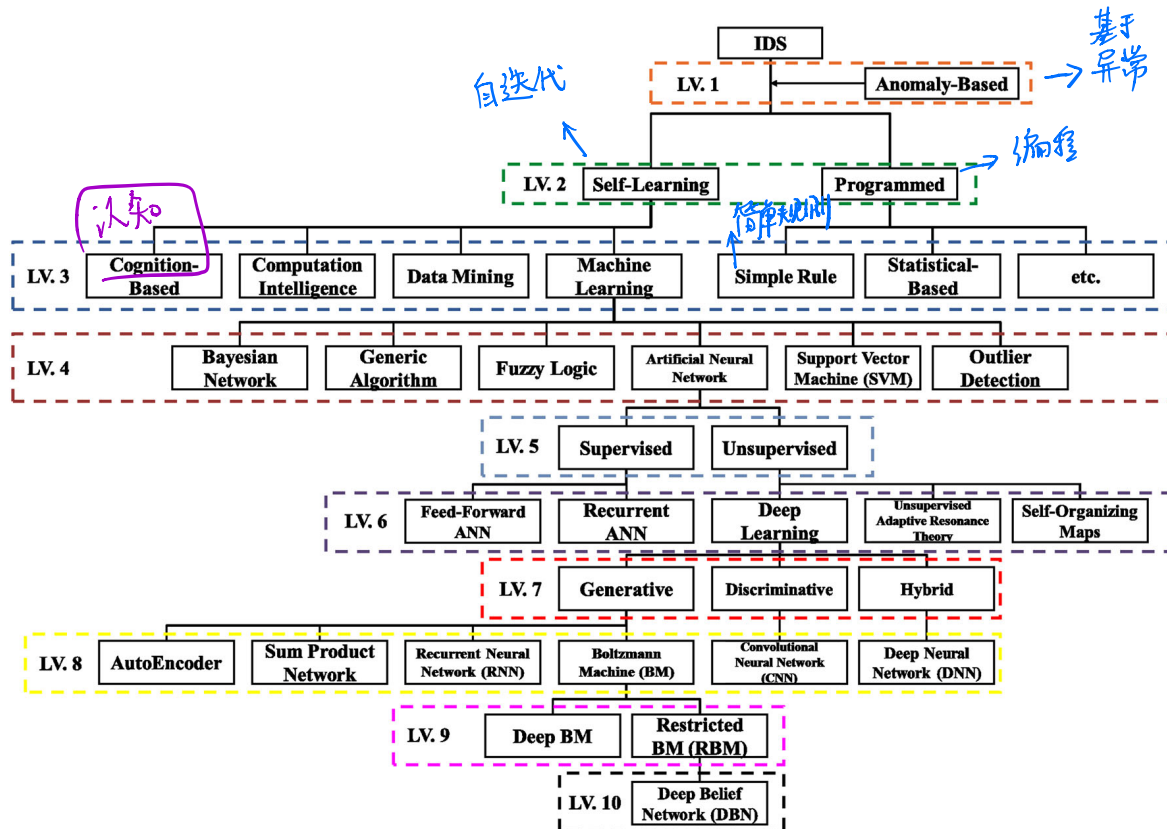 IDS
基于
异常
LV. 1
Anomaly-Based
自迭代
编程
LV. 2
Self-Learning
Programmed
认知
简单规则
LV. 3
Cognition-
Based
Computation
Intelligence
Data Mining
Machine
Learning
Simple Rule
Statistical-
Based
etc.
LV. 4
Bayesian
Network
Generic
Algorithm
Fuzzy Logic
Artificial Neural
Network
Support Vector
Machine (SVM)
Outlier
Detection
LV. 5
Supervised
Unsupervised
LV. 6
Feed-Forward
ANN
Recurrent
ANN
Deep
Learning
Unsupervised
Adaptive Resonance
Theory
Self-Organizing
Maps
LV. 7
Generative
Discriminative
Hybrid
LV. 8
AutoEncoder
Sum Product
Network
Recurrent Neural
Network (RNN)
Boltzmann
Machine (BM)
Convolutional
Neural Network
(CNN)
Deep Neural
Network (DNN)
LV. 9
Deep BM
Restricted
BM (RBM)
LV. 10
Deep Belief
Network (DBN)